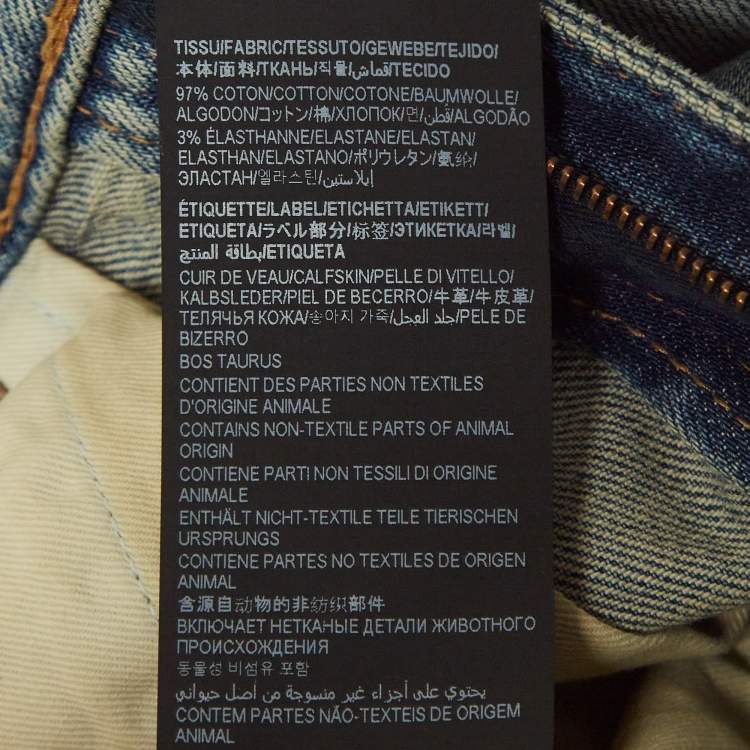 TISSU/FABRIC/TESSUTO/GEWEBE/TEJIDO/
本体/面料/ТКАНЬ/직물/قماش/TECIDO
97% COTON/COTTON/COTONE/BAUMWOLLE/
ALGODON/コットン/棉/ХЛОПОК/면/قطن/ALGODÃO
3% ÉLASTHANNE/ELASTANE/ELASTAN/
ELASTHAN/ELASTANO/ポリウレタン/氨纶/
ЭЛАСТАН/엘라스틴/إيلاستين
ÉTIQUETTE/LABEL/ETICHETTA/ETIKETT/
ETIQUETA/ラベル部分/标签/ЭТИКЕТКА/라벨/
بطاقة المنتج/ETIQUETA
CUIR DE VEAU/CALFSKIN/PELLE DI VITELLO/
KALBSLEDER/PIEL DE BECERRO/牛革/牛皮革/
ТЕЛЯЧЬЯ КОЖА/송아지 가죽/جلد العجل/PELE DE
BIZERRO
BOS TAURUS
CONTIENT DES PARTIES NON TEXTILES
D'ORIGINE ANIMALE
CONTAINS NON-TEXTILE PARTS OF ANIMAL
ORIGIN
CONTIENE PARTI NON TESSILI DI ORIGINE
ANIMALE
ENTHÄLT NICHT-TEXTILE TEILE TIERISCHEN
URSPRUNGS
CONTIENE PARTES NO TEXTILES DE ORIGEN
ANIMAL
含源自动物的非纺织部件
ВКЛЮЧАЕТ НЕТКАНЫЕ ДЕТАЛИ ЖИВОТНОГО
ПРОИСХОЖДЕНИЯ
동물성 비섬유 포함
يحتوي على أجزاء غير منسوجة من أصل حيواني
CONTEM PARTES NÃO-TEXTEIS DE ORIGEM
ANIMAL